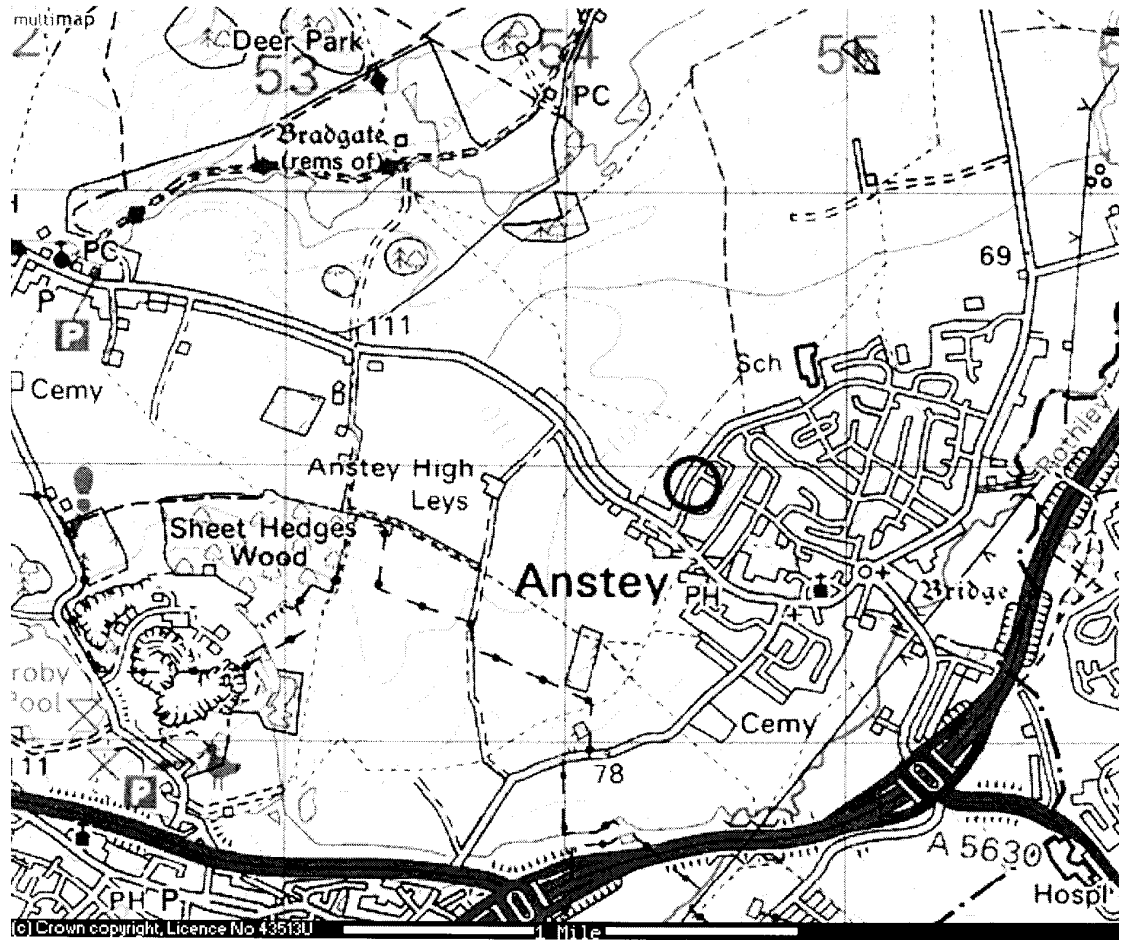 multimap
2
Deer Park
53
54
55
PC
Bradgate
(rems of)
PC
P
P
69
111
Sch
Cemy
Rothley
Anstey High
Leys
Sheet Hedges
Wood
Anstey
PH
Bridge
roby
Pool
Cemy
11
78
P
A 5630
Hospl
PH P
(c) Crown copyright, Licence No 43513U
1 Mile